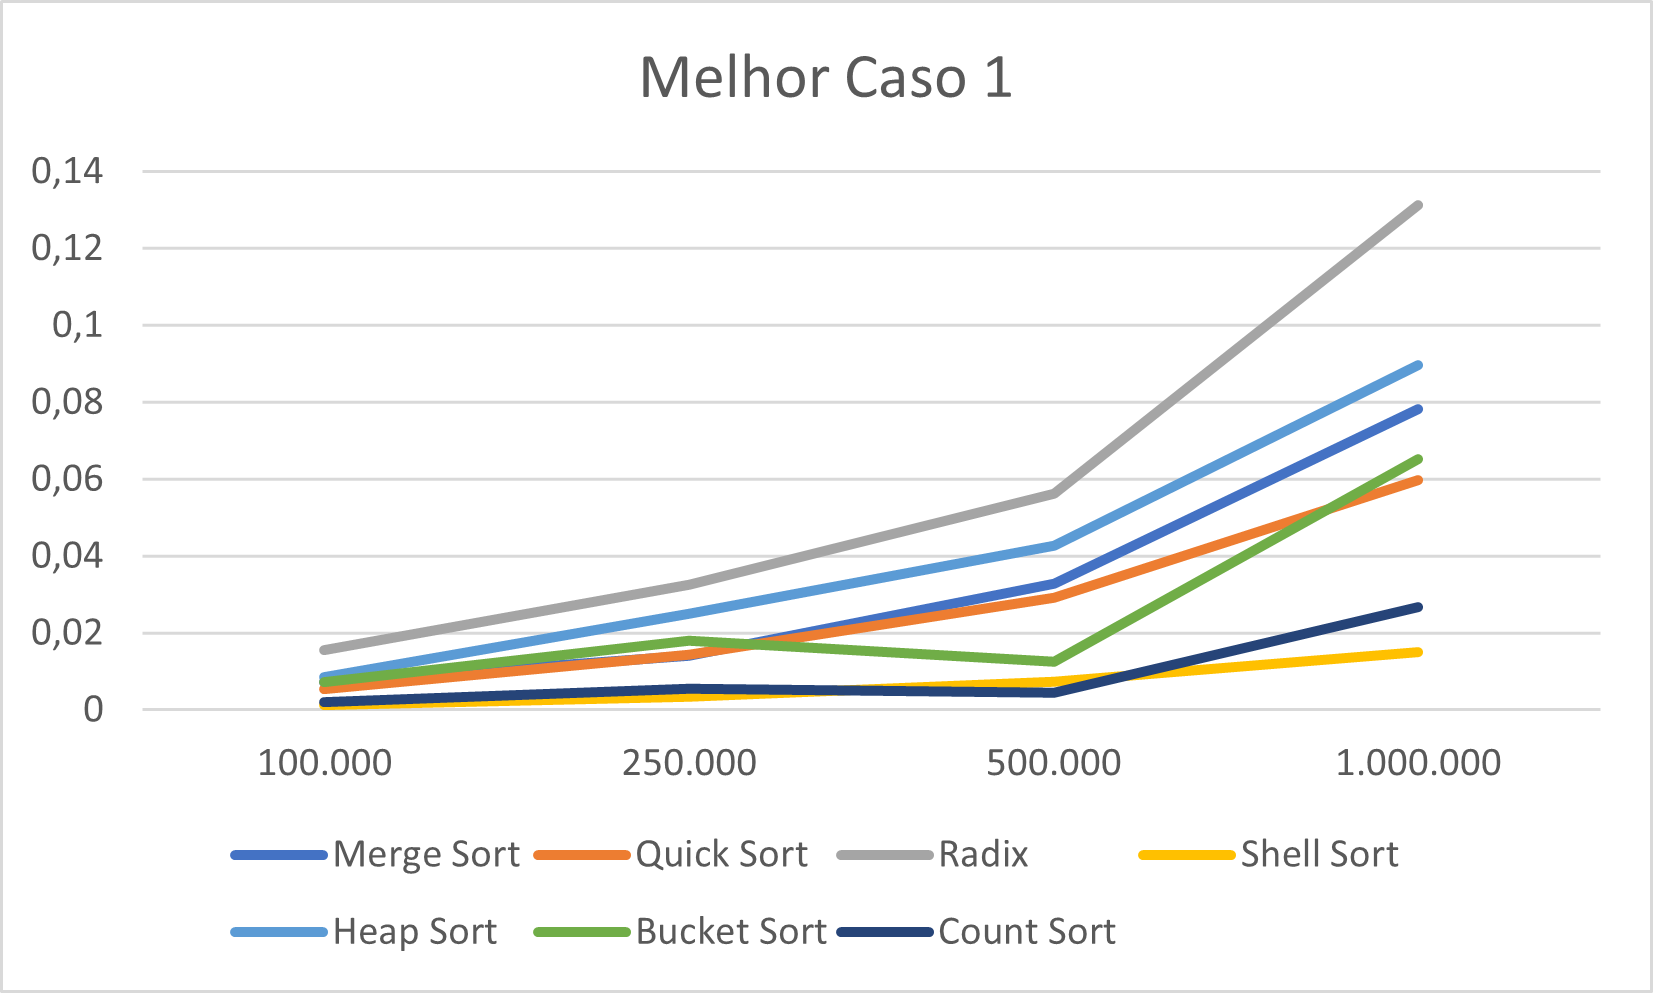 Melhor Caso 1
0,14
0,12
0,1
0,08
0,06
0,04
0,02
0
100.000 250.000 500.000 1.000.000
Merge Sort Quick Sort Radix Shell Sort
Heap Sort Bucket Sort Count Sort